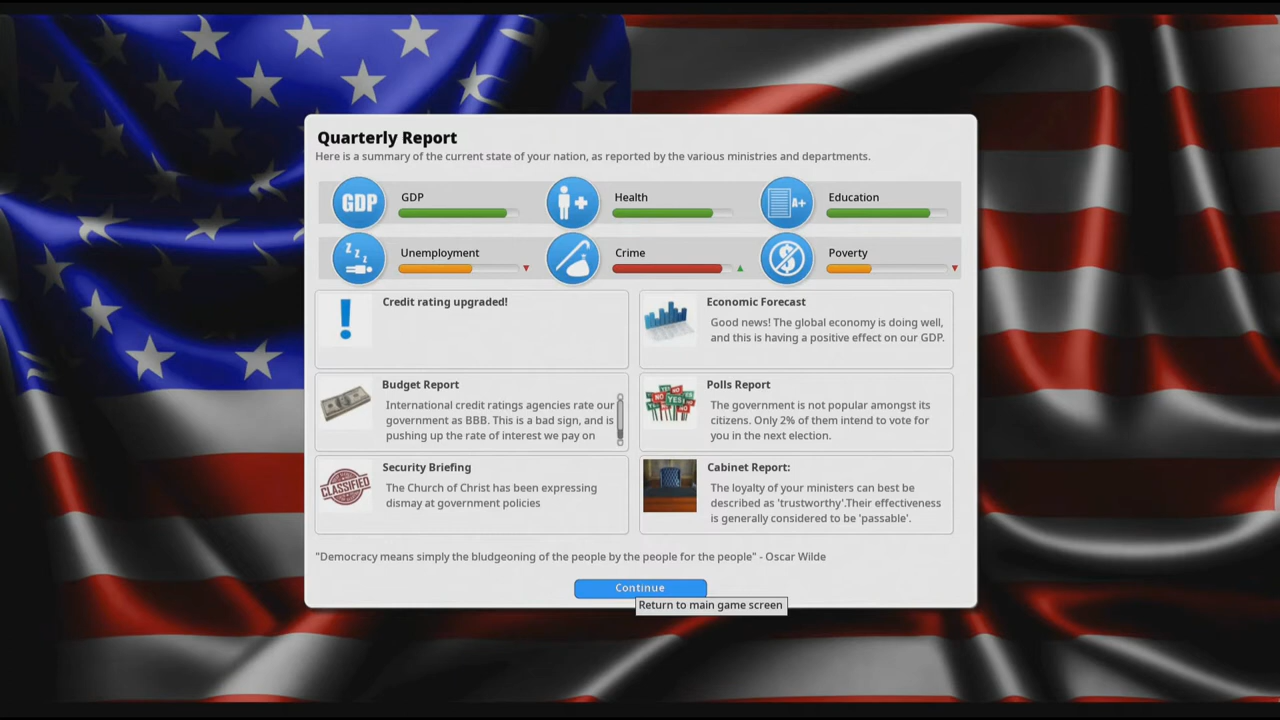 Quarterly Report
Here is a summary of the current state of your nation, as reported by the various ministries and departments.
GDP
GDP
Health
A+
Education
Z Z Z
Unemployment
Crime
$
Poverty
!
Credit rating upgraded!
Economic Forecast
Good news! The global economy is doing well,
and this is having a positive effect on our GDP.
Budget Report
International credit ratings agencies rate our
government as BBB. This is a bad sign, and is
pushing up the rate of interest we pay on
YES
NO
YES!
NO
Polls Report
The government is not popular amongst its
citizens. Only 2% of them intend to vote for
you in the next election.
CLASSIFIED
Security Briefing
The Church of Christ has been expressing
dismay at government policies
Cabinet Report:
The loyalty of your ministers can best be
described as 'trustworthy'.Their effectiveness
is generally considered to be 'passable'.
"Democracy means simply the bludgeoning of the people by the people for the people" - Oscar Wilde
Continue
Return to main game screen